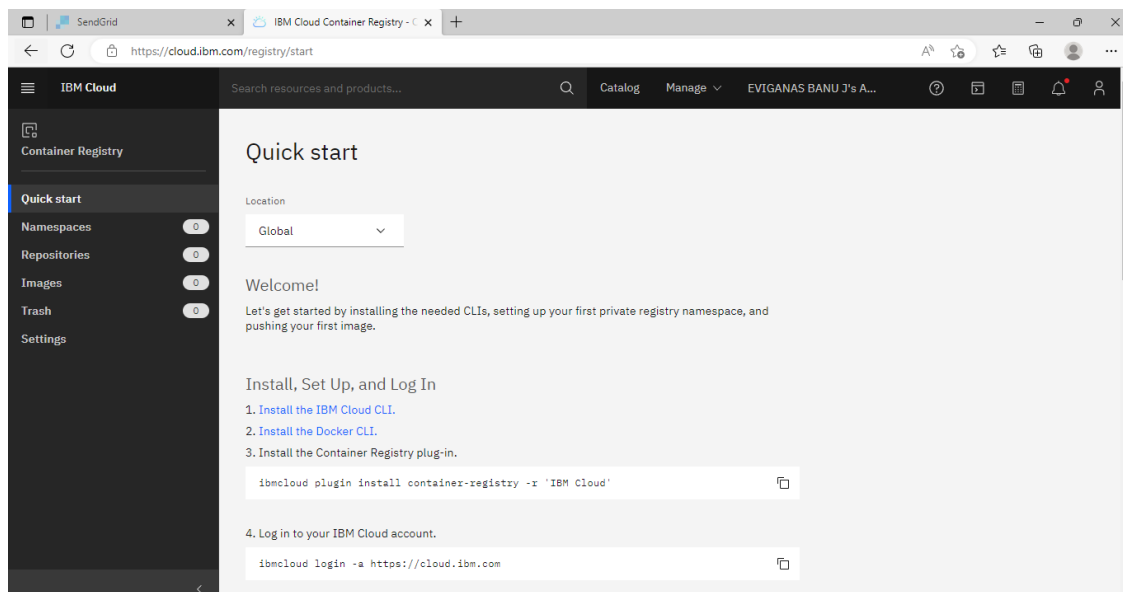 SendGrid
IBM Cloud Container Registry - C
https://cloud.ibm.com/registry/start
IBM Cloud
Search resources and products...
Catalog
Manage
EVIGANAS BANU J's A...
Container Registry
Quick start
Namespaces
0
Repositories
0
Images
0
Trash
0
Settings
Quick start
Location
Global
Welcome!
Let's get started by installing the needed CLIs, setting up your first private registry namespace, and
pushing your first image.
Install, Set Up, and Log In
1. Install the IBM Cloud CLI.
2. Install the Docker CLI.
3. Install the Container Registry plug-in.
ibmcloud plugin install container-registry -r 'IBM Cloud'
4. Log in to your IBM Cloud account.
ibmcloud login -a https://cloud.ibm.com